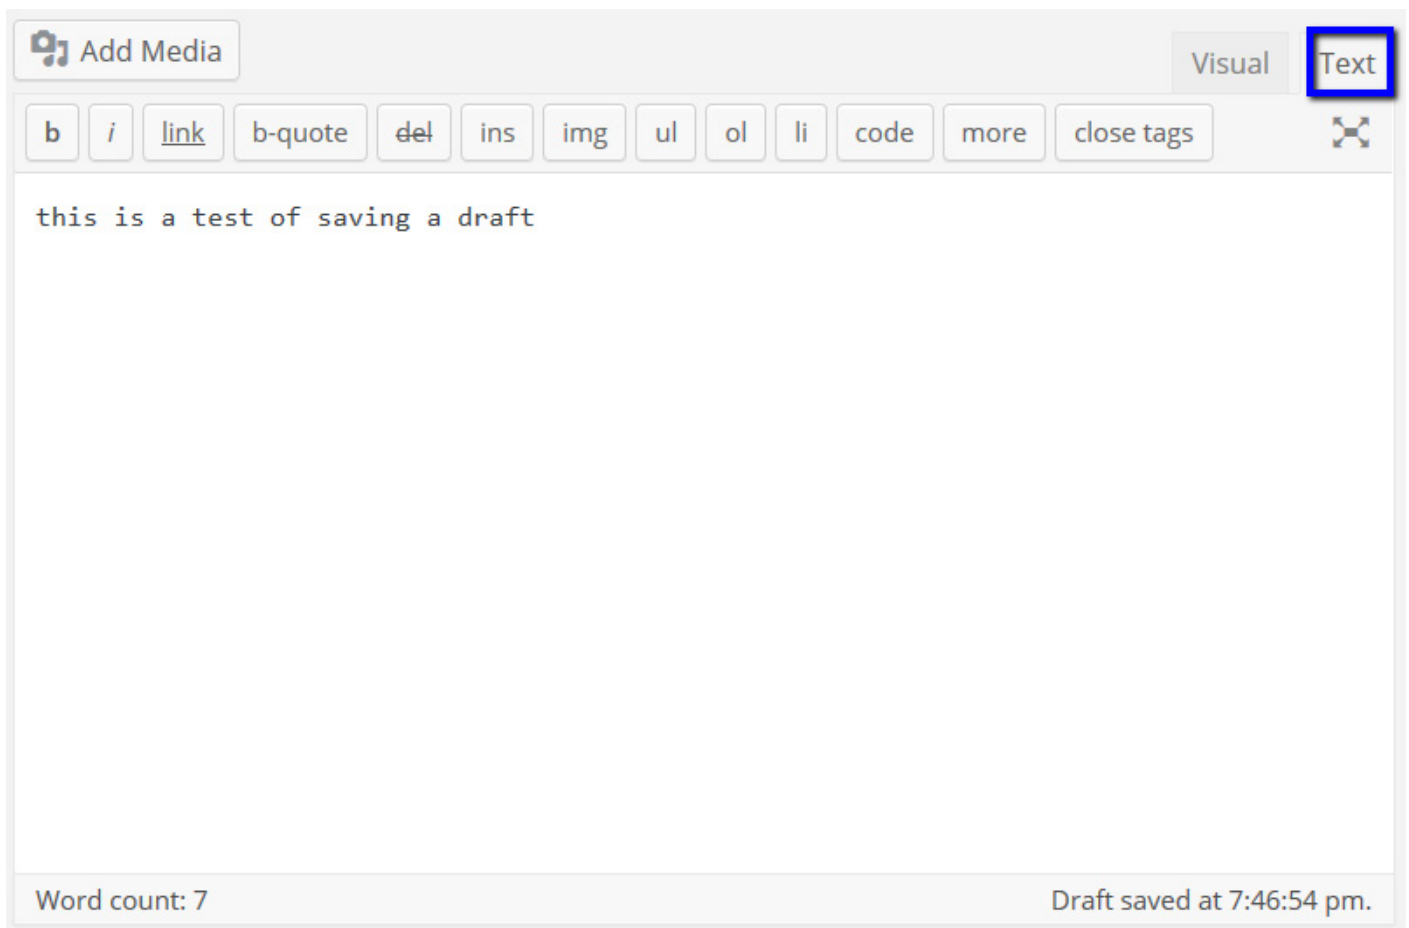 Add Media
Visual Text
b i link b-quote del ins img ul ol li code more close tags
this is a test of saving a draft
Word count: 7 Draft saved at 7:46:54 pm.